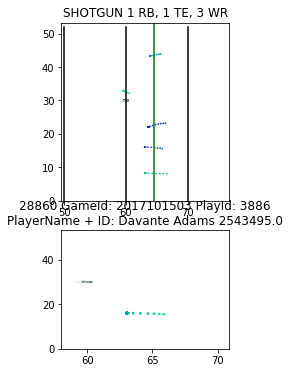 SHOTGUN 1 RB, 1 TE, 3 WR
50
40
30
20
10
0
50 60 70
28860 GameId: 2017101503 PlayId: 3886
PlayerName + ID: Davante Adams 2543495.0
40
20
0
60 65 70